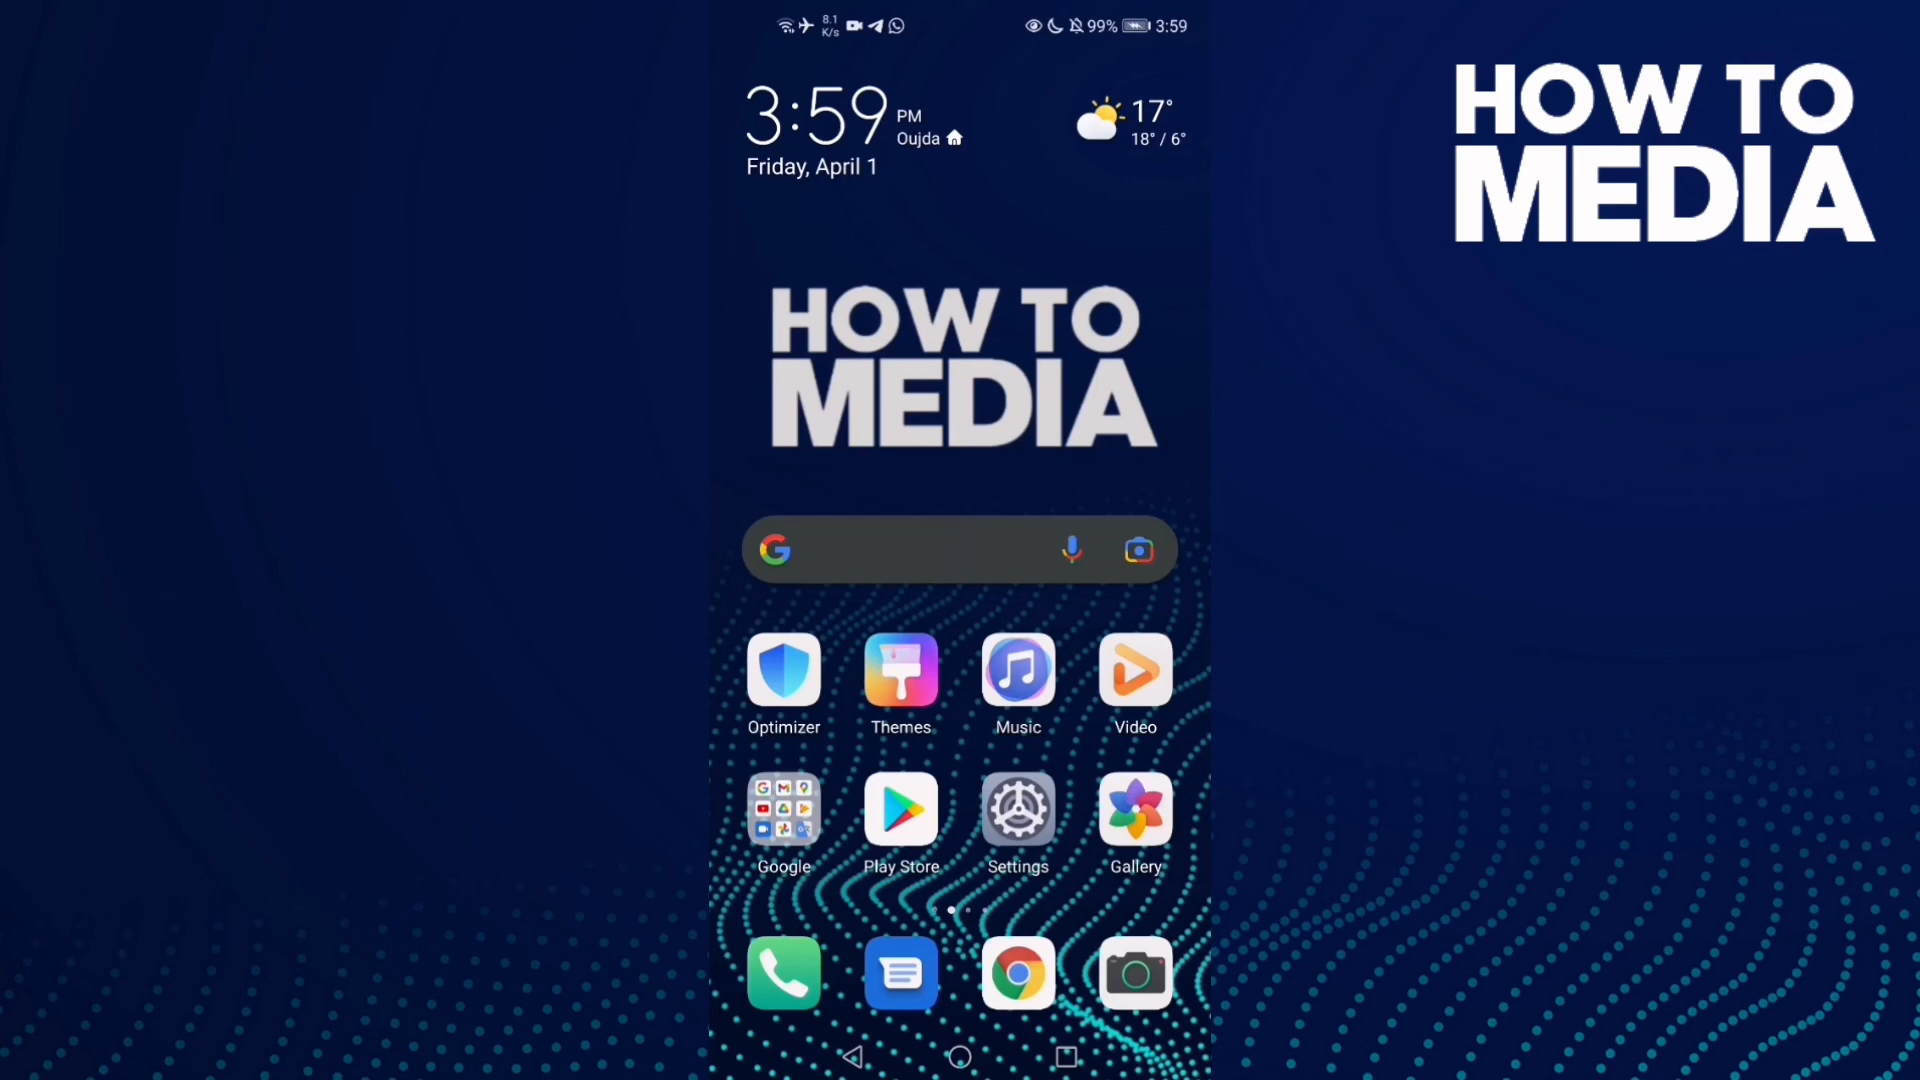 8.1
K/s
99%
3:59
3:59 PM
Oujda
17°
18° / 6°
Friday, April 1
HOW TO
MEDIA
HOW TO
MEDIA
Optimizer
Themes
Music
Video
Google
Play Store
Settings
Gallery